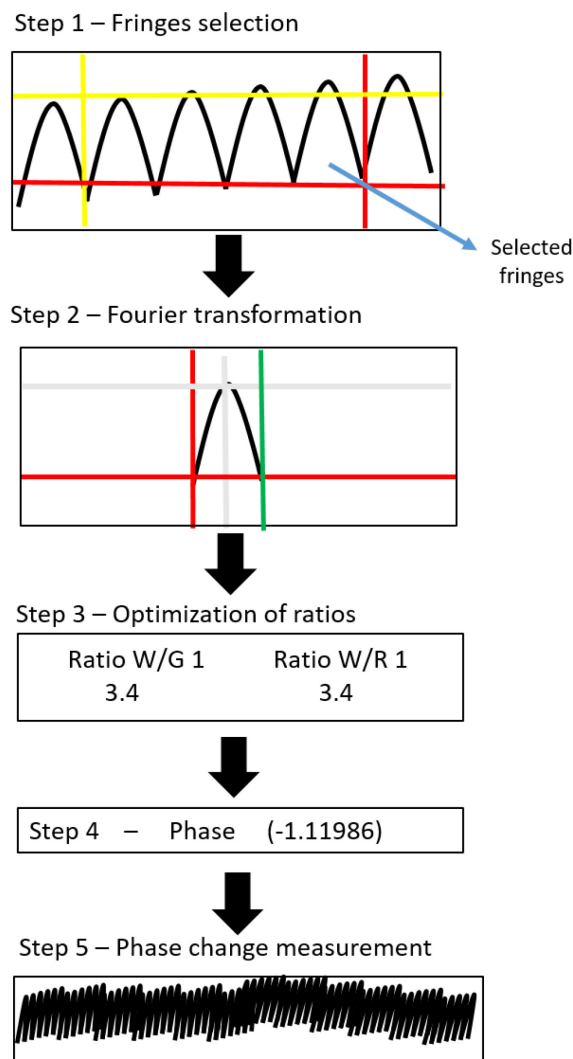 Step 1 – Fringes selection
Selected
fringes
Step 2 – Fourier transformation
Step 3 – Optimization of ratios
Ratio W/G 1 Ratio W/R 1
3.4 3.4
Step 4 – Phase (-1.11986)
Step 5 – Phase change measurement